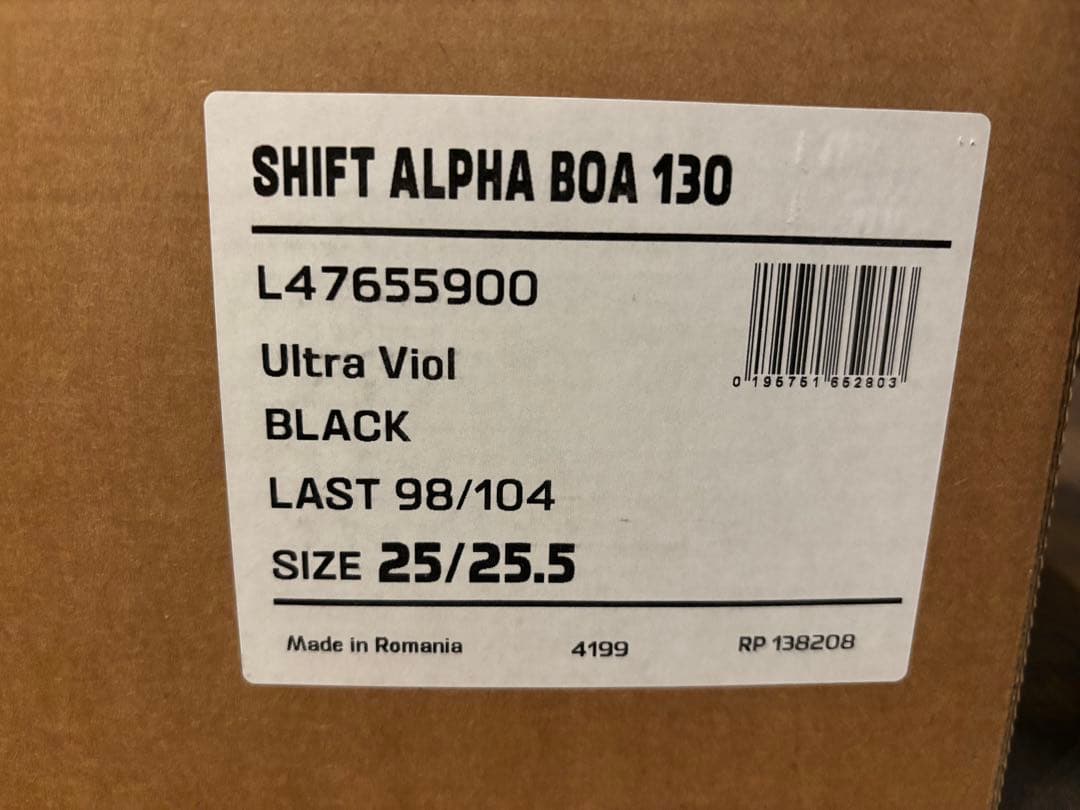 SHIFT ALPHA BOA 130
L47655900
Ultra Viol
BLACK
LAST 98/104
SIZE 25/25.5
0 195751 652803
Made in Romania 4199 RP 138208